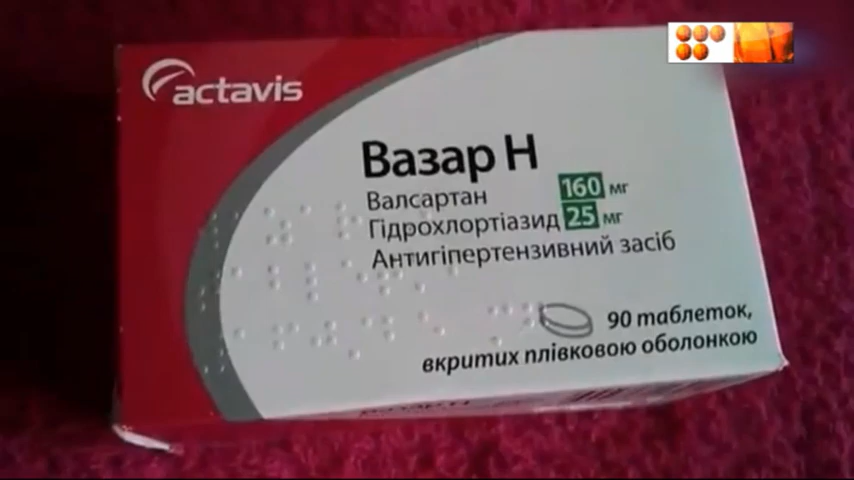 actavis
Вазар Н
Валсартан 160 мг
Гідрохлортіазид 25 мг
Антигіпертензивний засіб
90 таблеток,
вкритих плівковою оболонкою